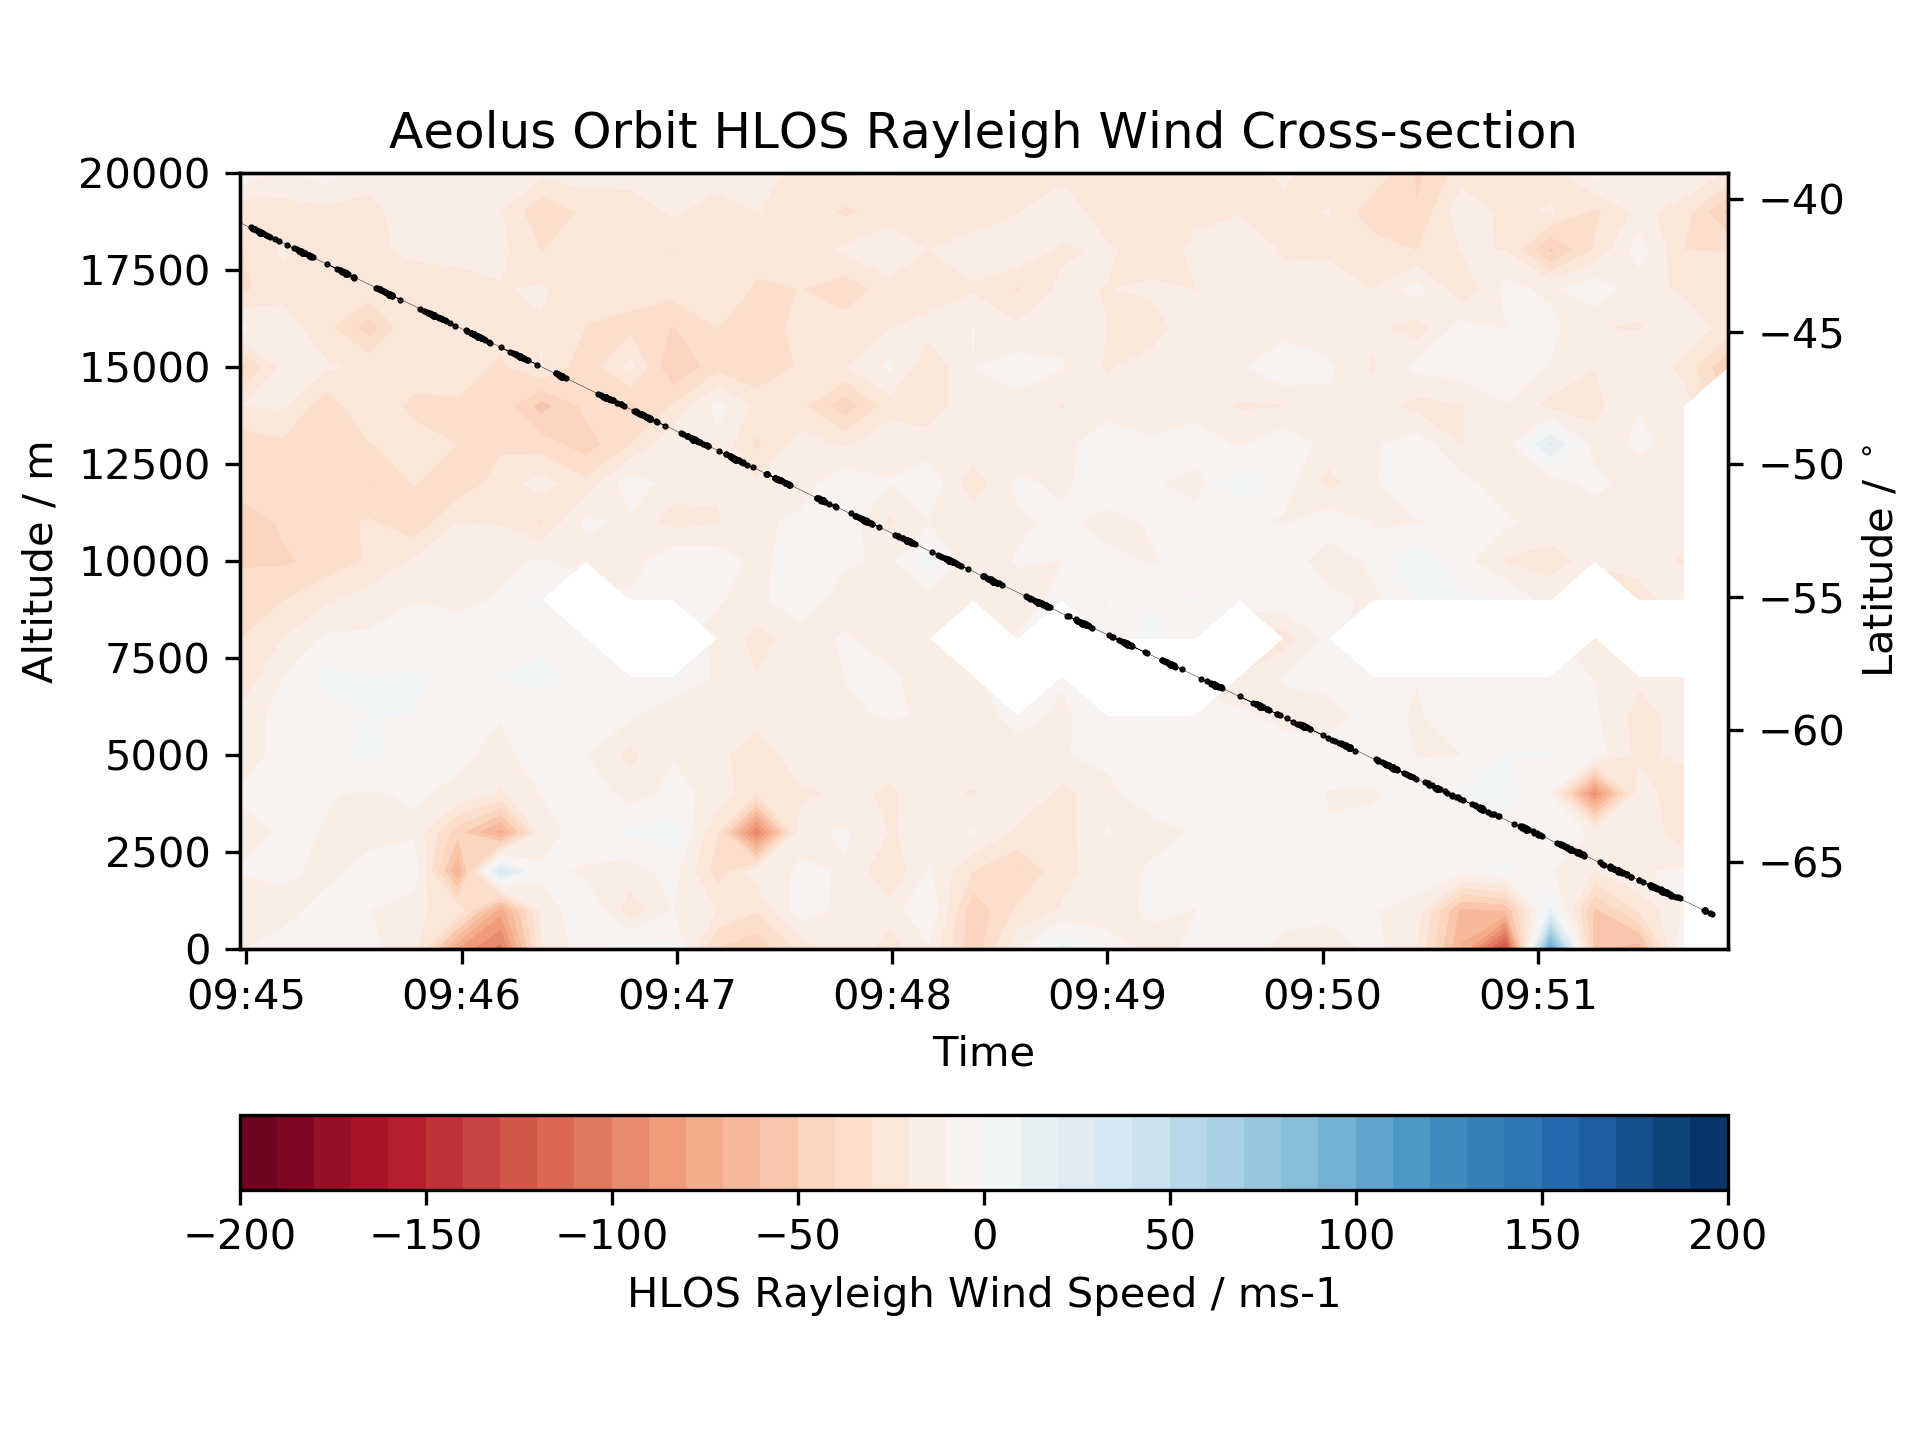 Aeolus Orbit HLOS Rayleigh Wind Cross-section
20000
17500
15000
12500
10000
7500
5000
2500
0
Altitude / m
−40
−45
−50
−55
−60
−65
Latitude / °
09:45 09:46 09:47 09:48 09:49 09:50 09:51
Time
−200 −150 −100 −50 0 50 100 150 200
HLOS Rayleigh Wind Speed / ms-1